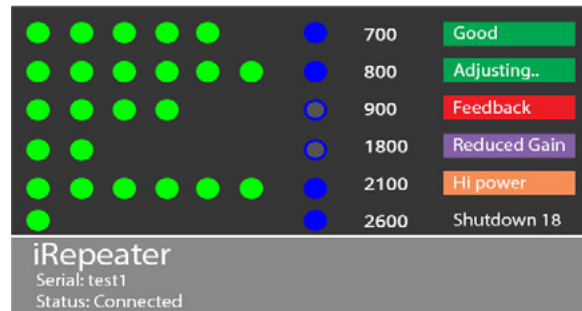 700 Good
800 Adjusting..
900 Feedback
1800 Reduced Gain
2100 Hi power
2600 Shutdown 18
iRepeater
Serial: test1
Status: Connected